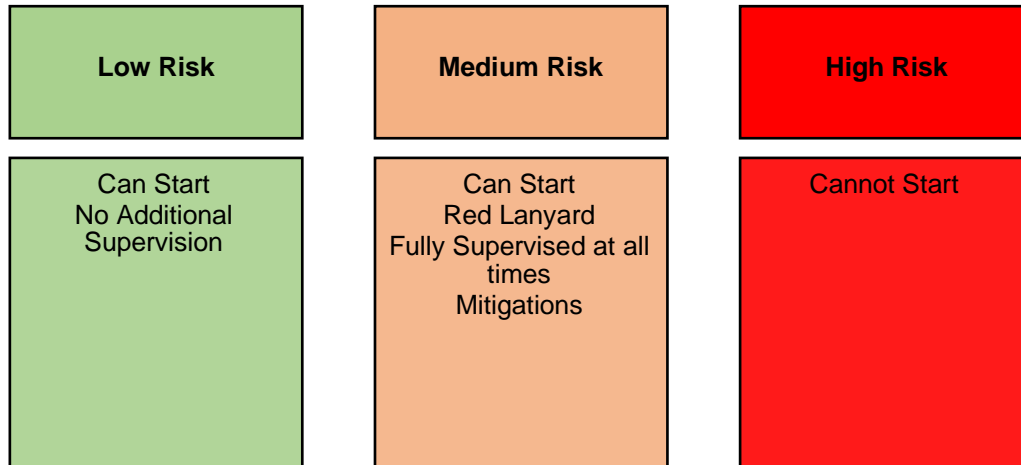 Low Risk
Medium Risk
High Risk
Can Start
No Additional
Supervision
Can Start
Red Lanyard
Fully Supervised at all
times
Mitigations
Cannot Start